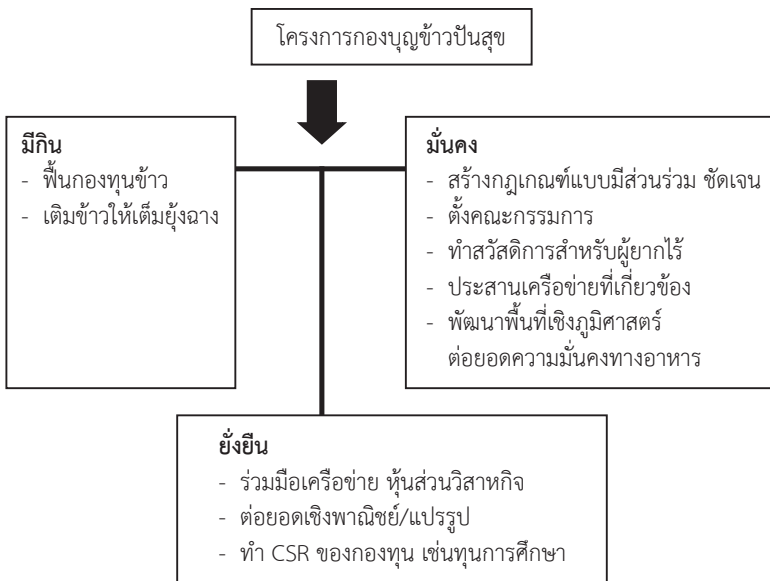 โครงการกองบุญข้าวปันสุข
มีกิน
- ฟื้นกองทุนข้าว
- เติมข้าวให้เต็มยุ้งฉาง
มั่นคง
- สร้างกฎเกณฑ์แบบมีส่วนร่วม ชัดเจน
- ตั้งคณะกรรมการ
- ทำสวัสดิการสำหรับผู้ยากไร้
- ประสานเครือข่ายที่เกี่ยวข้อง
- พัฒนาพื้นที่เชิงภูมิศาสตร์
ต่อยอดความมั่นคงทางอาหาร
ยั่งยืน
- ร่วมมือเครือข่าย หุ้นส่วนวิสาหกิจ
- ต่อยอดเชิงพาณิชย์/แปรรูป
- ทำ CSR ของกองทุน เช่นทุนการศึกษา